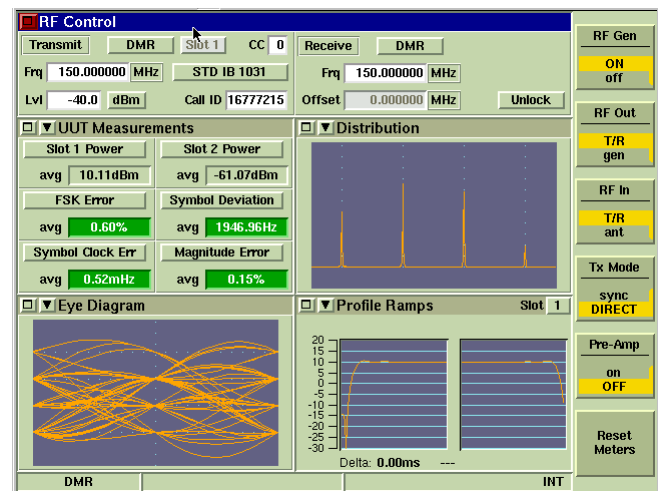 RF Control
Transmit DMR Slot 1 CC 0
Frq 150.000000 MHz STD IB 1031
Lvl -40.0 dBm Call ID 16777215
Receive DMR
Frq 150.000000 MHz
Offset 0.000000 MHz Unlock
UUT Measurements
Slot 1 Power Slot 2 Power
avg 10.11dBm avg -61.07dBm
FSK Error Symbol Deviation
avg 0.60% avg 1946.96Hz
Symbol Clock Err Magnitude Error
avg 0.52mHz avg 0.15%
Distribution
Eye Diagram
Profile Ramps Slot 1
20
15
10
5
0
-5
-10
-15
-20
-25
-30
Delta: 0.00ms ---
DMR INT
RF Gen
ON
off
RF Out
T/R
gen
RF In
T/R
ant
Tx Mode
sync
DIRECT
Pre-Amp
on
OFF
Reset
Meters